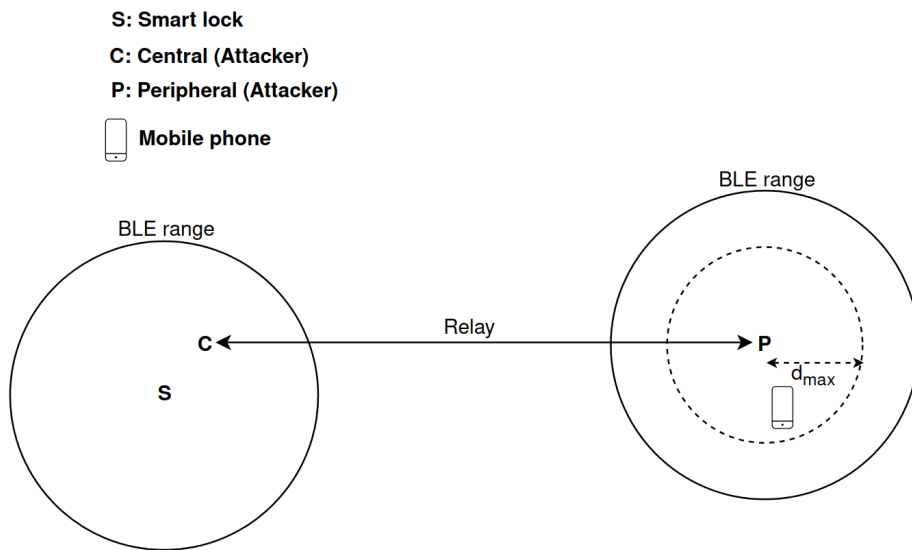 S: Smart lock
C: Central (Attacker)
P: Peripheral (Attacker)
Mobile phone
BLE range
BLE range
Relay
C
P
d_max
S